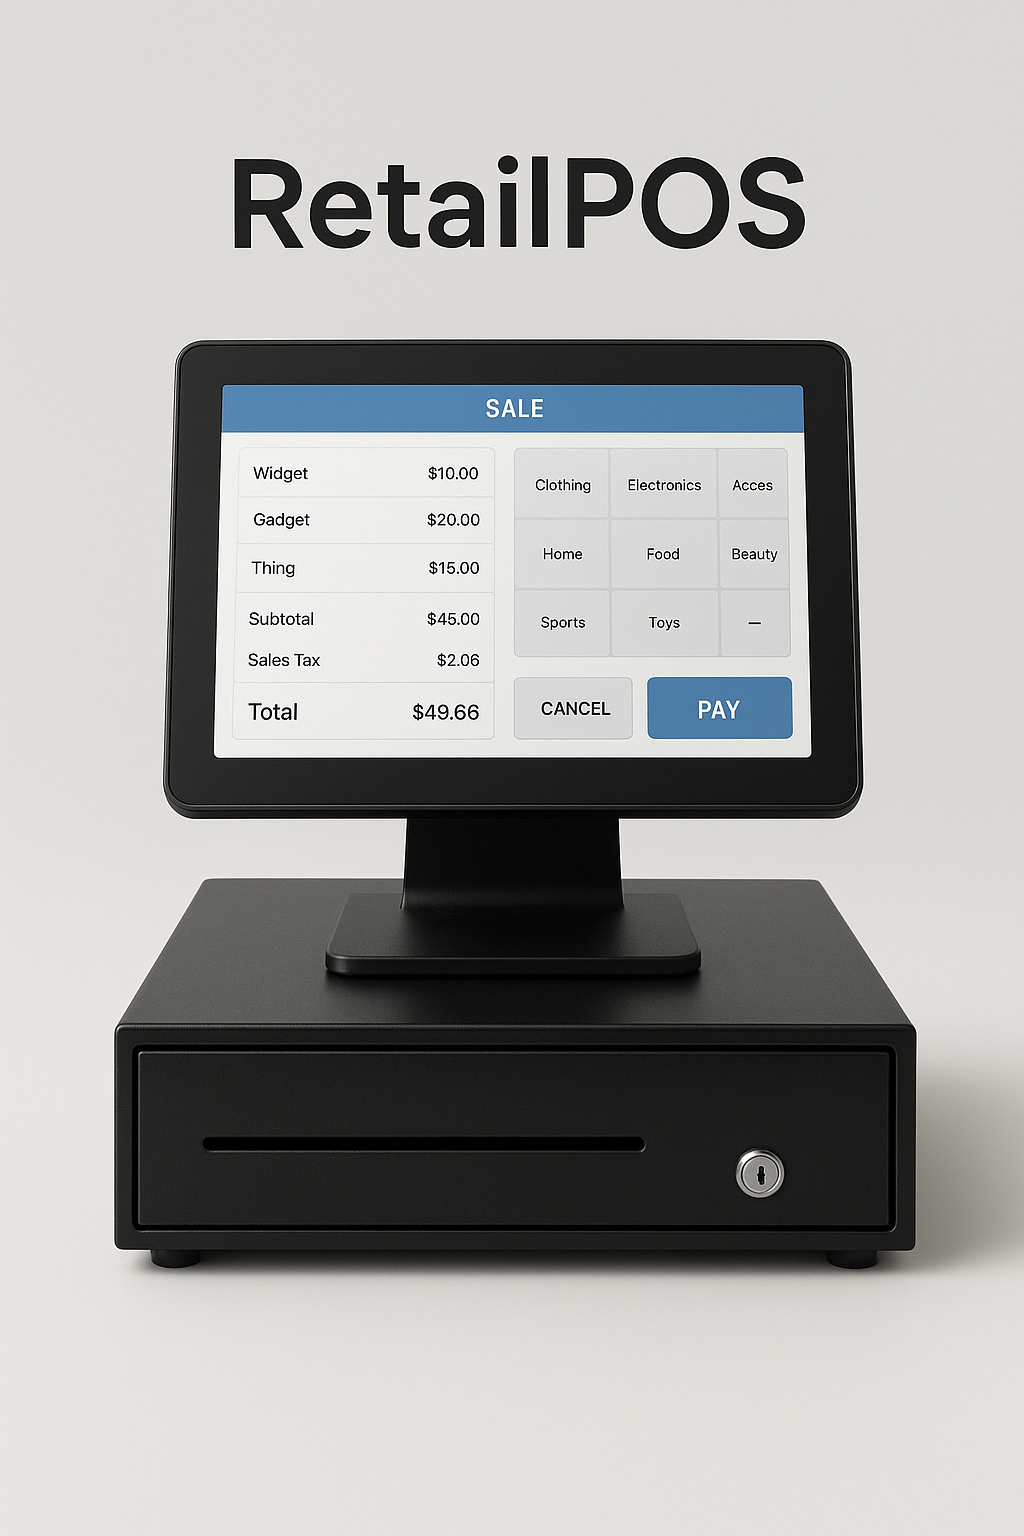 RetailPOS
SALE
Widget $10.00
Gadget $20.00
Thing $15.00
Subtotal $45.00
Sales Tax $2.06
Total $49.66
Clothing Electronics Acces
Home Food Beauty
Sports Toys —
CANCEL PAY